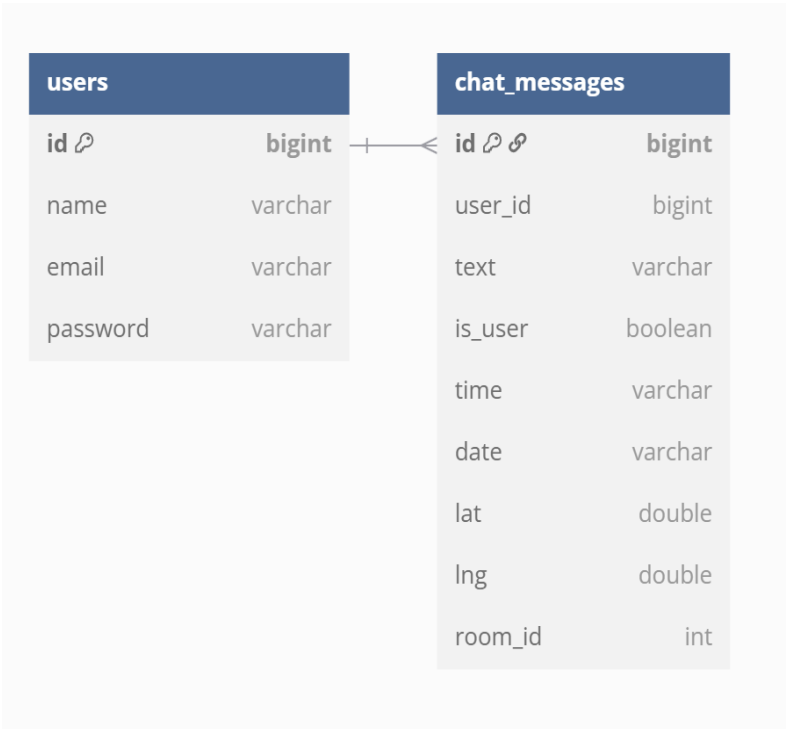 users
id bigint
name varchar
email varchar
password varchar
chat_messages
id bigint
user_id bigint
text varchar
is_user boolean
time varchar
date varchar
lat double
lng double
room_id int